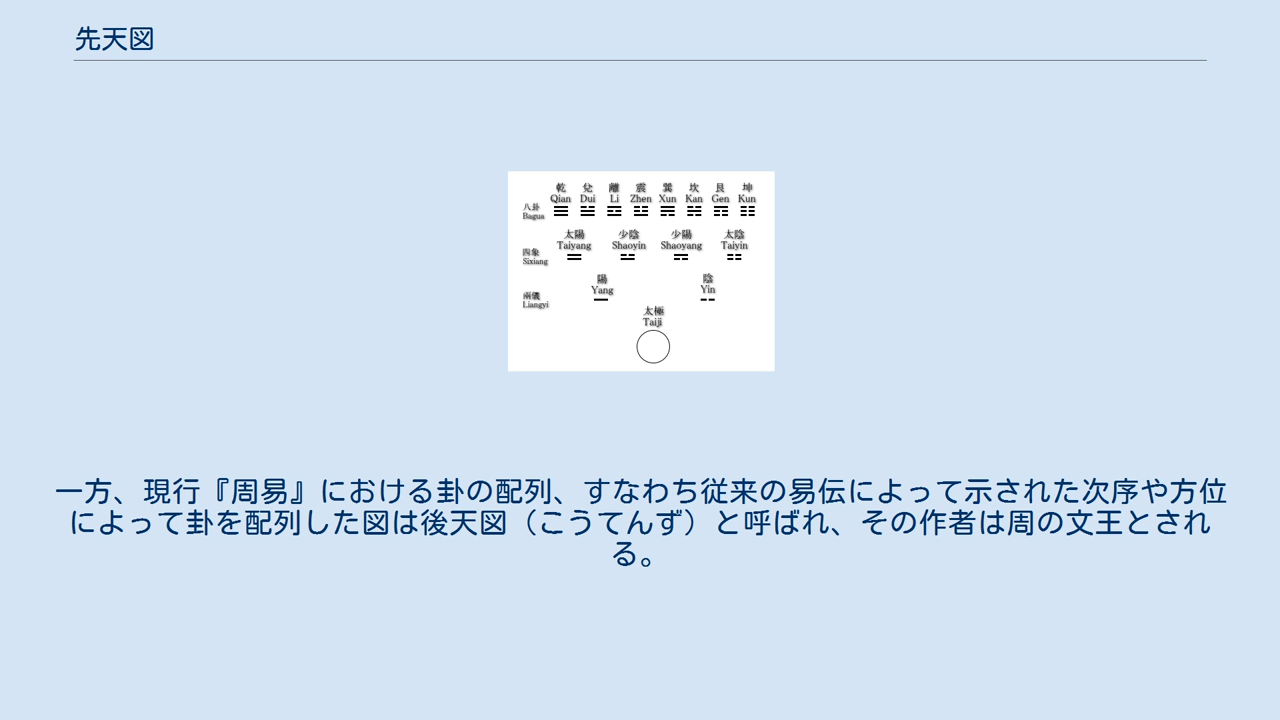 先天図
乾 兌 離 震 巽 坎 艮 坤
Qian Dui Li Zhen Xun Kan Gen Kun
八卦
Bagua
太陽 少陰 少陽 太陰
Taiyang Shaoyin Shaoyang Taiyin
四象
Sixiang
陽 陰
Yang Yin
兩儀
Liangyi
太極
Taiji
一方、現行『周易』における卦の配列、すなわち従来の易伝によって示された次序や方位
によって卦を配列した図は後天図（こうてんず）と呼ばれ、その作者は周の文王とされ
る。